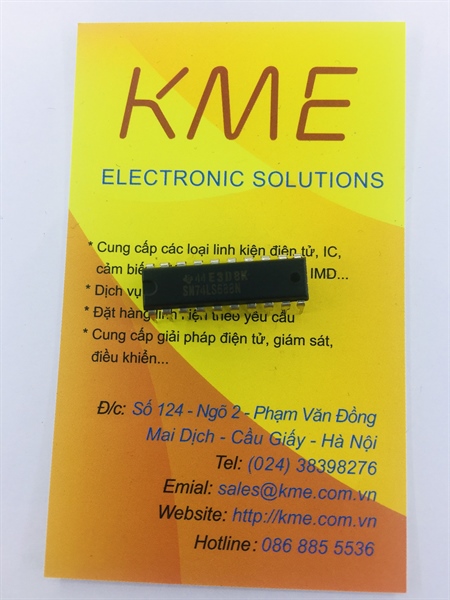 KME
ELECTRONIC SOLUTIONS
* Cung cấp các loại linh kiện điện tử, IC,
cảm biến IMD...
* Dịch vụ
* Đặt hàng linh kiện theo yêu cầu
* Cung cấp giải pháp điện tử, giám sát,
điều khiển...
Đ/c: Số 124 - Ngõ 2 - Phạm Văn Đồng
Mai Dịch - Cầu Giấy - Hà Nội
Tel: (024) 38398276
Emial: sales@kme.com.vn
Website: http://kme.com.vn
Hotline: 086 885 5536